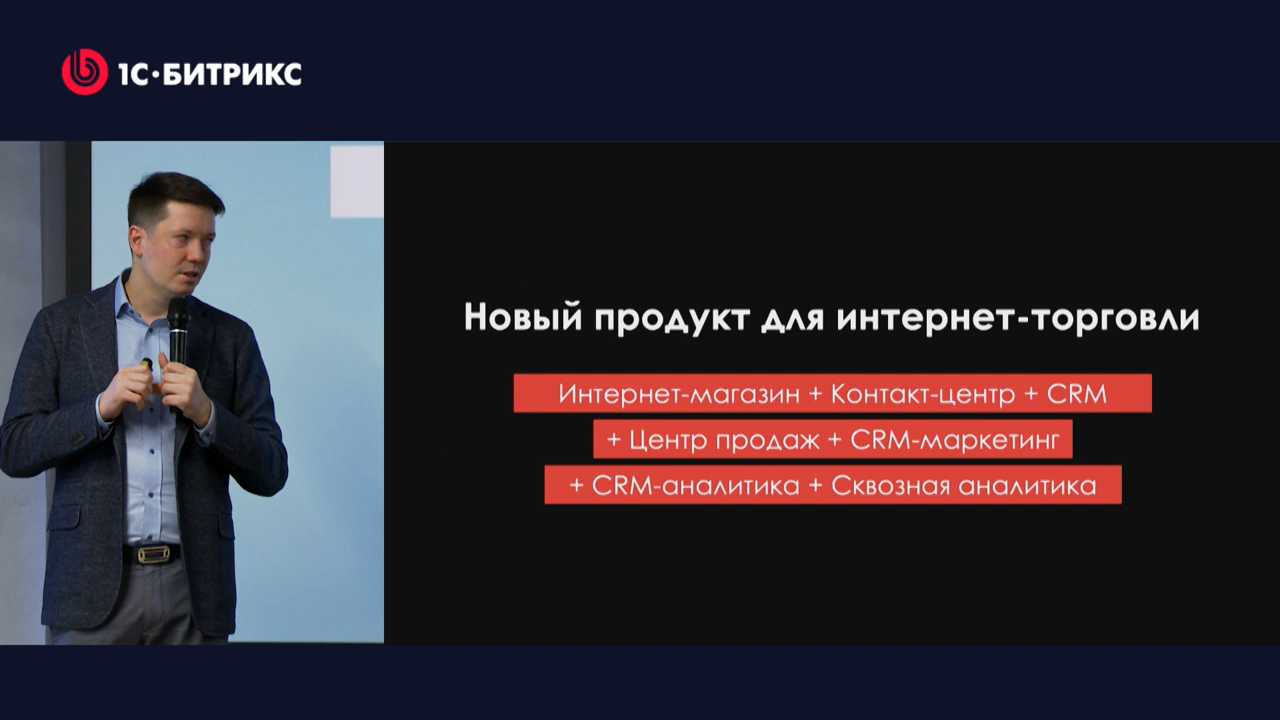 1С·БИТРИКС
Новый продукт для интернет-торговли
Интернет-магазин + Контакт-центр + CRM
+ Центр продаж + CRM-маркетинг
+ CRM-аналитика + Сквозная аналитика